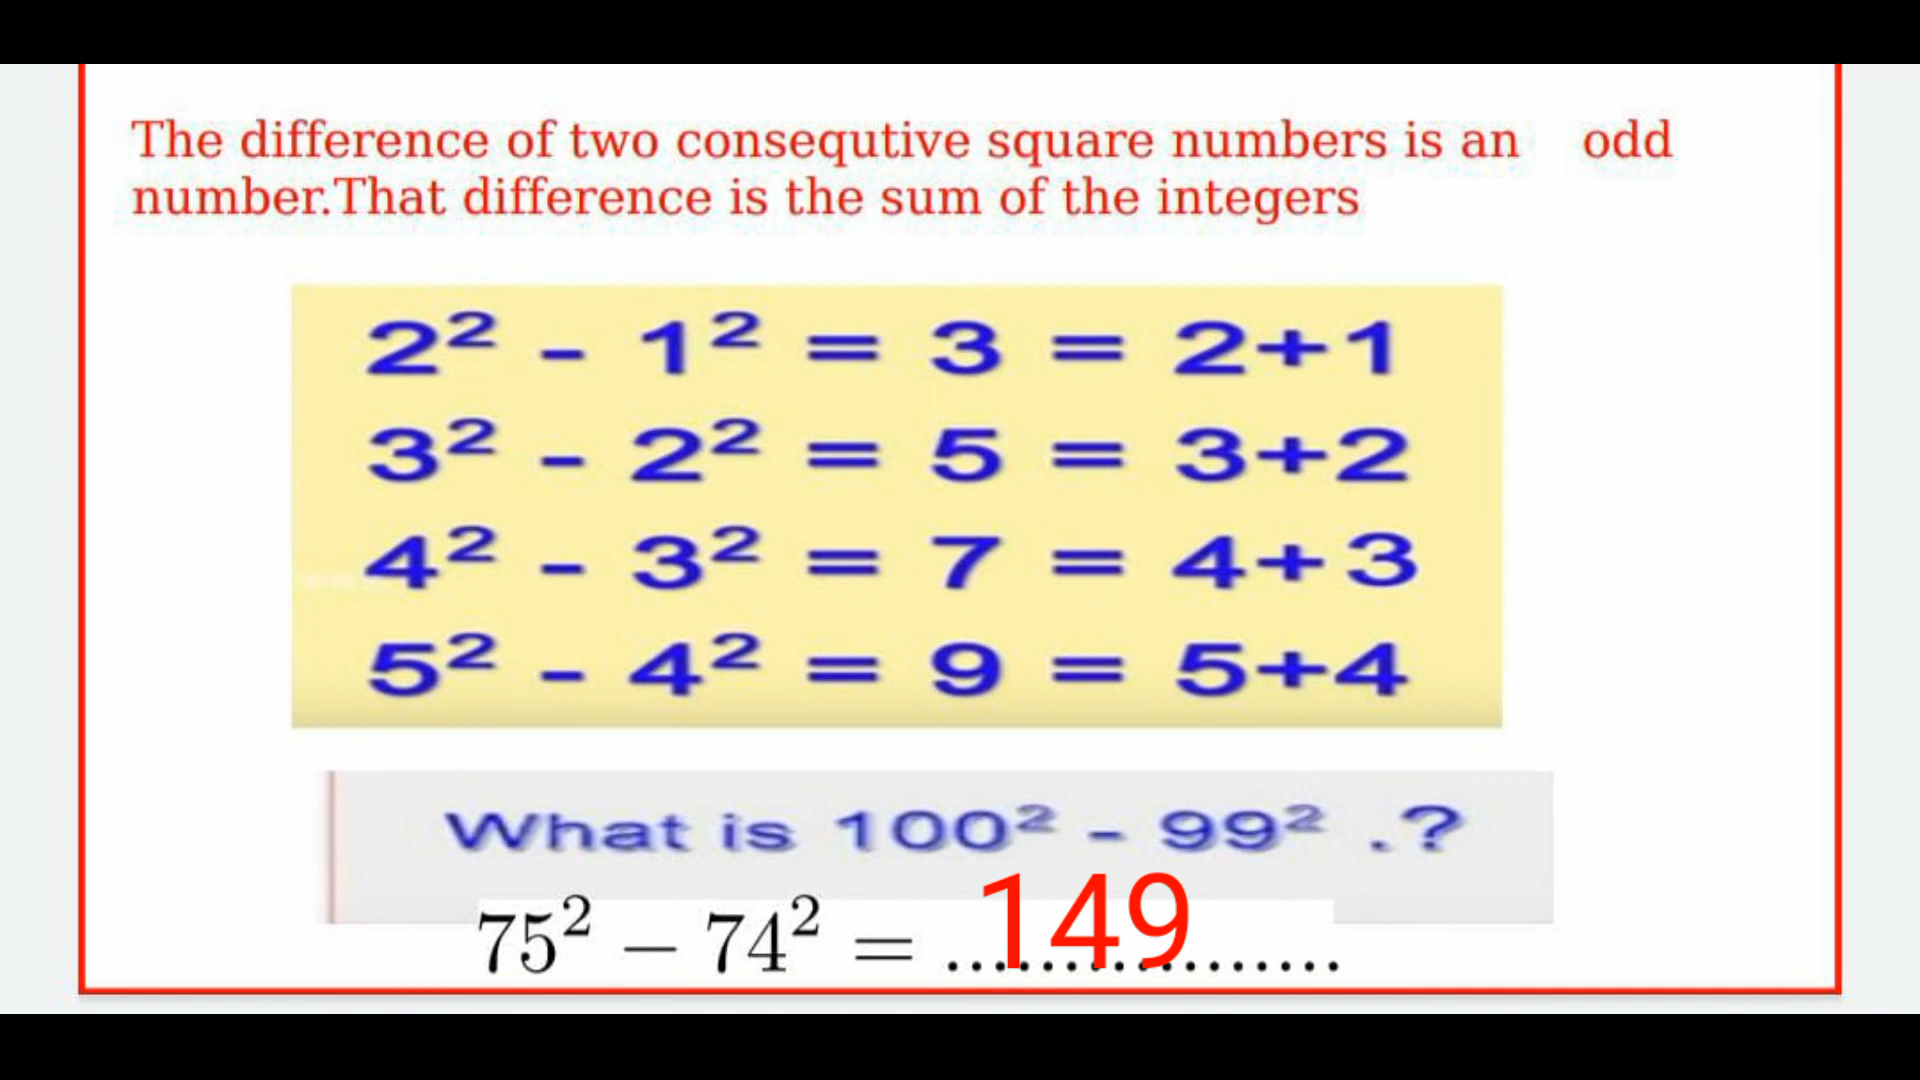 The difference of two consequtive square numbers is an odd
number.That difference is the sum of the integers
2² - 1² = 3 = 2+1
3² - 2² = 5 = 3+2
4² - 3² = 7 = 4+3
5² - 4² = 9 = 5+4
What is 100² - 99² .?
75² − 74² = ......149...........